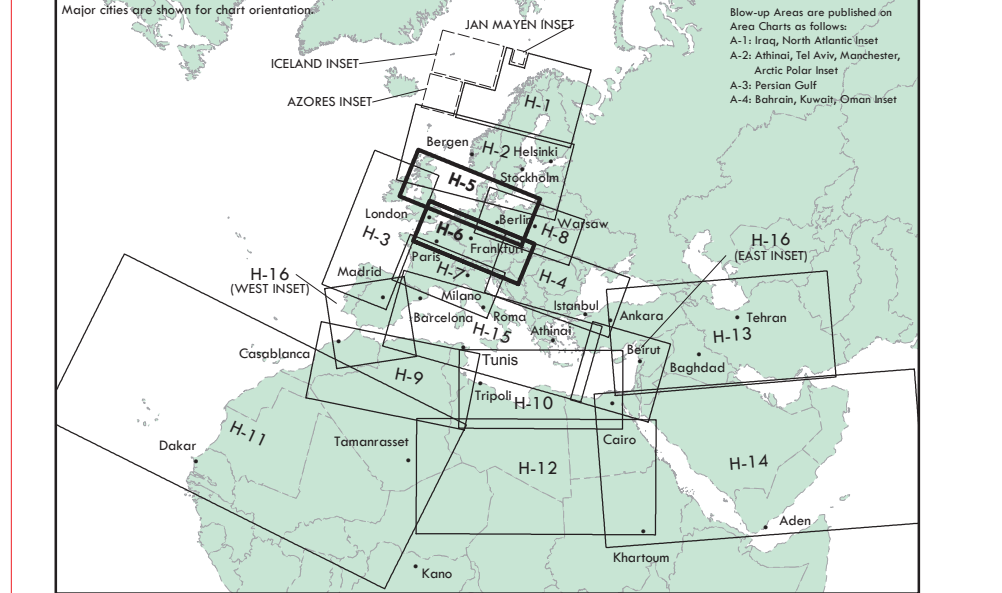 Major cities are shown for chart orientation.
Blow-up Areas are published on
Area Charts as follows:
A-1: Iraq, North Atlantic Inset
A-2: Athinai, Tel Aviv, Manchester,
Arctic Polar Inset
A-3: Persian Gulf
A-4: Bahrain, Kuwait, Oman Inset
JAN MAYEN INSET
ICELAND INSET
AZORES INSET
H-1
Bergen
H-2
Helsinki
Stockholm
H-5
London
Berlin
Warsaw
H-6
H-8
H-3
Frankfurt
Paris
H-16
(EAST INSET)
H-7
H-4
H-16
(WEST INSET)
Madrid
Milano
Istanbul
Barcelona
Roma
Ankara
Tehran
H-15
Athinai
H-13
Casablanca
Tunis
Beirut
Baghdad
H-9
Tripoli
H-10
H-11
Cairo
Dakar
Tamanrasset
H-12
H-14
Aden
Khartoum
Kano